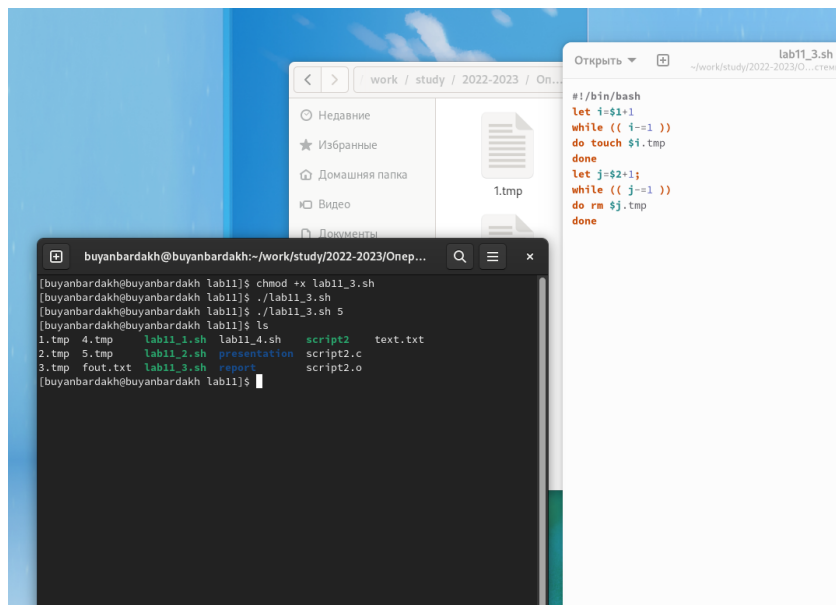 work / study / 2022-2023 / Оп...
Недавние
Избранные
Домашняя папка
Видео
Документы
1.tmp
Открыть
lab11_3.sh
~/work/study/2022-2023/О...стем
#!/bin/bash
let i=$1+1
while (( i-=1 ))
do touch $i.tmp
done
let j=$2+1;
while (( j-=1 ))
do rm $j.tmp
done
buyanbardakh@buyanbardakh:~/work/study/2022-2023/Опер...
[buyanbardakh@buyanbardakh lab11]$ chmod +x lab11_3.sh
[buyanbardakh@buyanbardakh lab11]$ ./lab11_3.sh
[buyanbardakh@buyanbardakh lab11]$ ./lab11_3.sh 5
[buyanbardakh@buyanbardakh lab11]$ ls
1.tmp 4.tmp lab11_1.sh lab11_4.sh script2 text.txt
2.tmp 5.tmp lab11_2.sh presentation script2.c
3.tmp fout.txt lab11_3.sh report script2.o
[buyanbardakh@buyanbardakh lab11]$